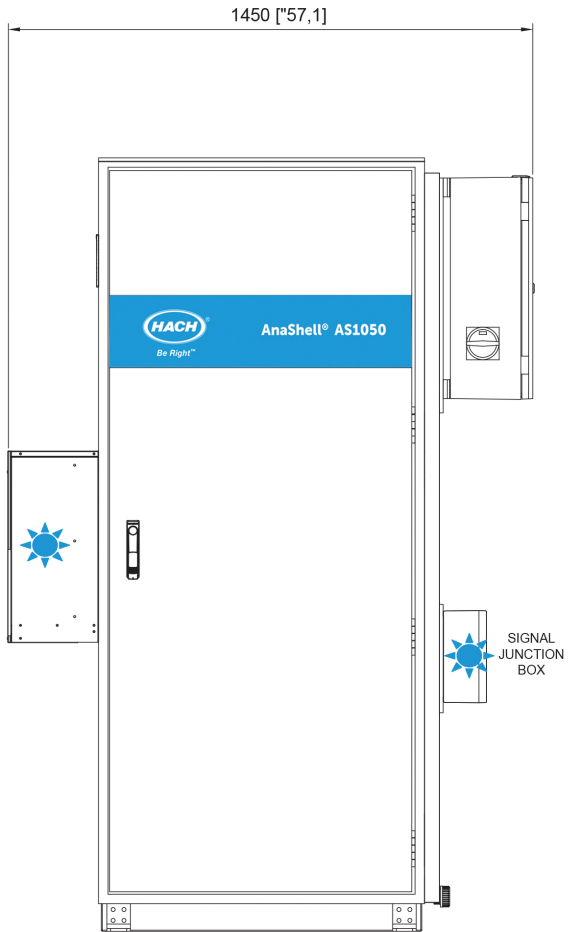 1450 ["57,1]
HACH®
Be Right™
AnaShell® AS1050
SIGNAL
JUNCTION
BOX